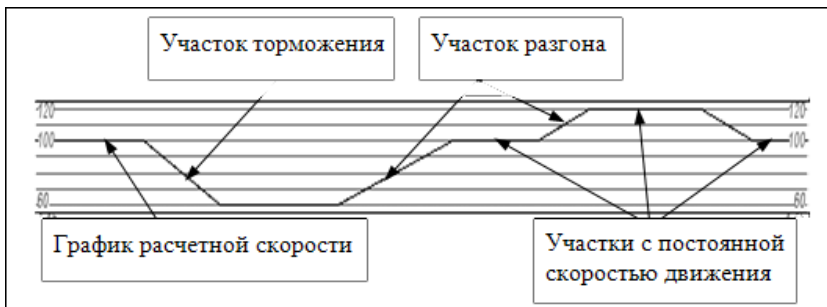 Участок торможения
Участок разгона
120
120
100
100
60
60
График расчетной скорости
Участки с постоянной
скоростью движения